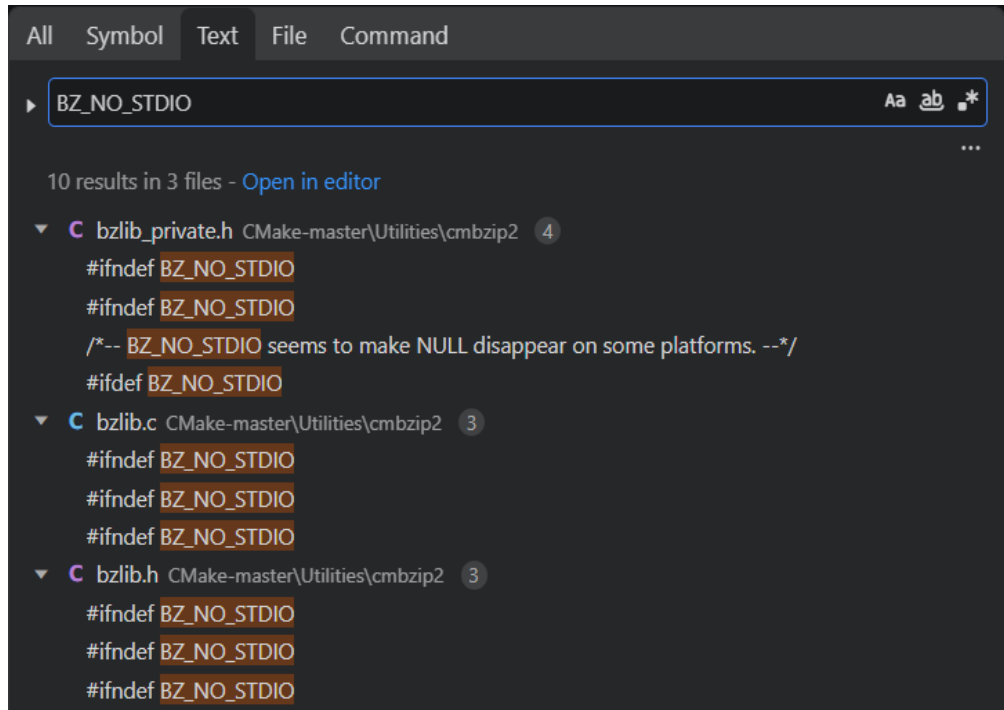 All Symbol Text File Command
BZ_NO_STDIO Aa ab *
...
10 results in 3 files - Open in editor
C bzlib_private.h CMake-master\Utilities\cmbzip2 4
#ifndef BZ_NO_STDIO
#ifndef BZ_NO_STDIO
/*-- BZ_NO_STDIO seems to make NULL disappear on some platforms. --*/
#ifdef BZ_NO_STDIO
C bzlib.c CMake-master\Utilities\cmbzip2 3
#ifndef BZ_NO_STDIO
#ifndef BZ_NO_STDIO
#ifndef BZ_NO_STDIO
C bzlib.h CMake-master\Utilities\cmbzip2 3
#ifndef BZ_NO_STDIO
#ifndef BZ_NO_STDIO
#ifndef BZ_NO_STDIO